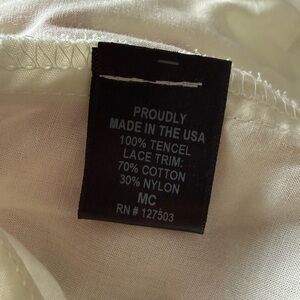 PROUDLY
MADE IN THE USA
100% TENCEL
LACE TRIM:
70% COTTON
30% NYLON
MC
RN # 127503